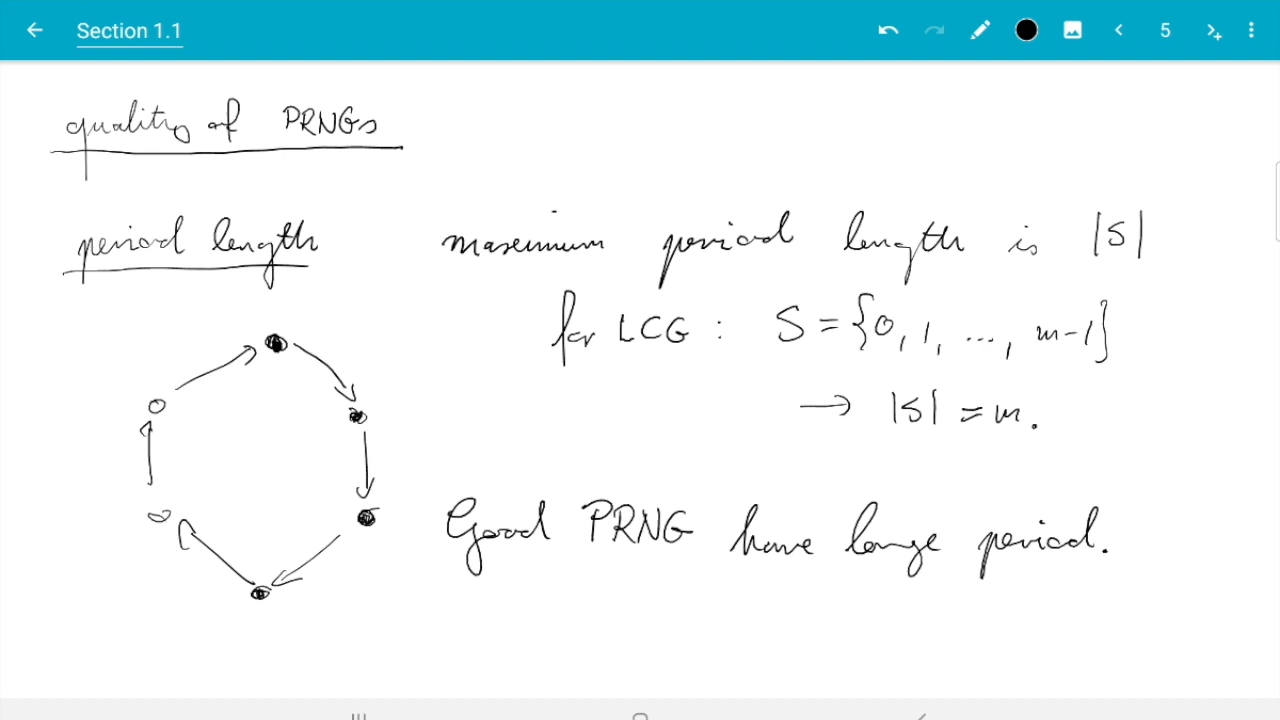 Section 1.1
5
quality of PRNGs
period length
maximum period length is |S|
for LCG : S = {0, 1, ..., m-1}
→ |S| = m.
Good PRNG have large period.